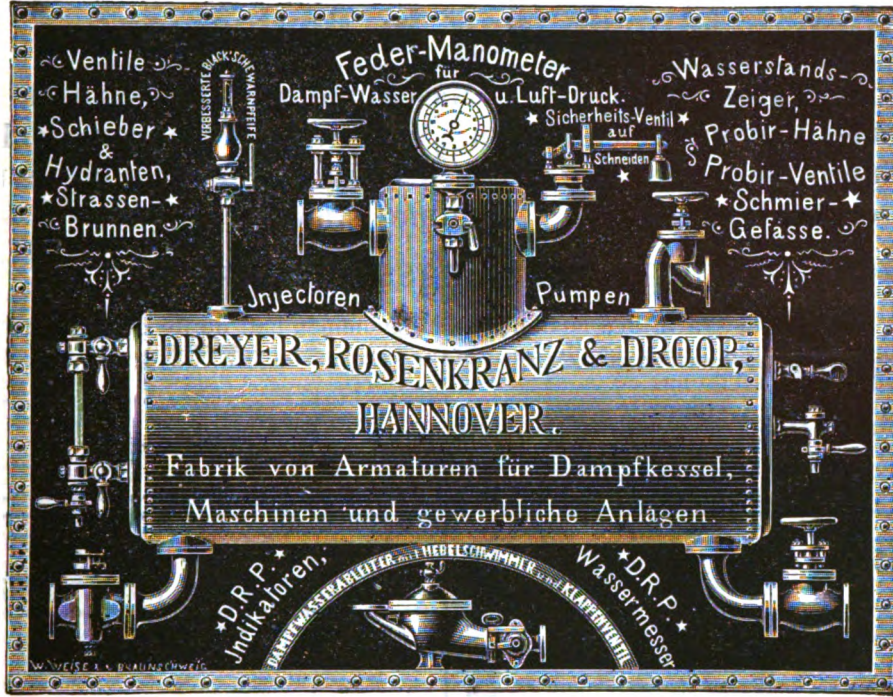 Ventile
Hähne,
Schieber
&
Hydranten,
Strassen-
Brunnen.
VIRBESSERTE BLACK'SCHE WARNPFEIFE
Feder-Manometer
für
Dampf-Wasser u. Luft-Druck.
Sicherheits-Ventil
auf
Schneiden
Wasserstands-
Zeiger,
Probir-Hähne
&
Probir-Ventile
Schmier-
Gefässe.
Injectoren
Pumpen
DREYER, ROSENKRANZ & DROOP,
HANNOVER.
Fabrik von Armaturen für Dampfkessel,
Maschinen und gewerbliche Anlagen.
D.R.P.
Indikatoren,
DAMPFWASSERABLEITER mit HEBELSCHWIMMER und KLAPPENVENTIL
D.R.P.
Wassermesser
W. WEISE BRAUNSCHWEIG